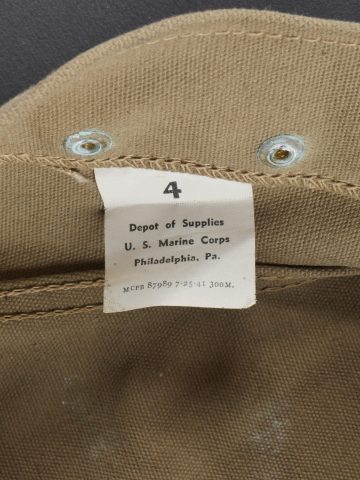 4
Depot of Supplies
U. S. Marine Corps
Philadelphia, Pa.
MCPB 87989 7-25-41 300M.